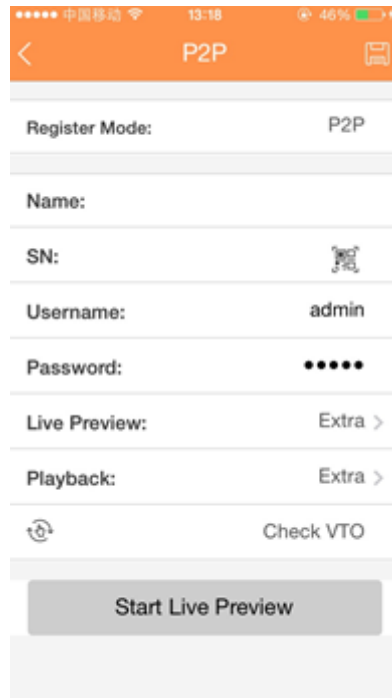 中国移动 13:18 46%
P2P
Register Mode: P2P
Name:
SN:
Username: admin
Password: •••••
Live Preview: Extra >
Playback: Extra >
Check VTO
Start Live Preview